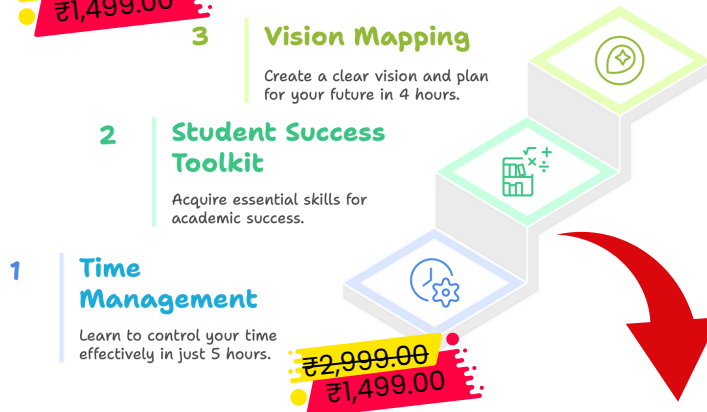 ₹1,499.00
3
Vision Mapping
Create a clear vision and plan
for your future in 4 hours.
2
Student Success
Toolkit
Acquire essential skills for
academic success.
1
Time
Management
Learn to control your time
effectively in just 5 hours.
₹2,999.00
₹1,499.00